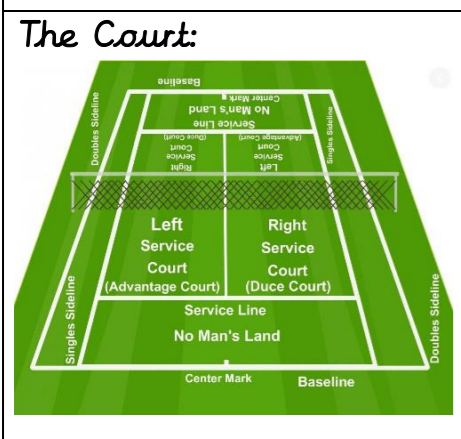 The Court:
Baseline
Center Mark
No Man's Land
Service Line
Doubles Sideline
Singles Sideline
(Duce Court)
Court
Service
Right
(Advantage Court)
Court
Service
Left
Left
Service
Court
(Advantage Court)
Right
Service
Court
(Duce Court)
Service Line
No Man's Land
Singles Sideline
Doubles Sideline
Center Mark
Baseline